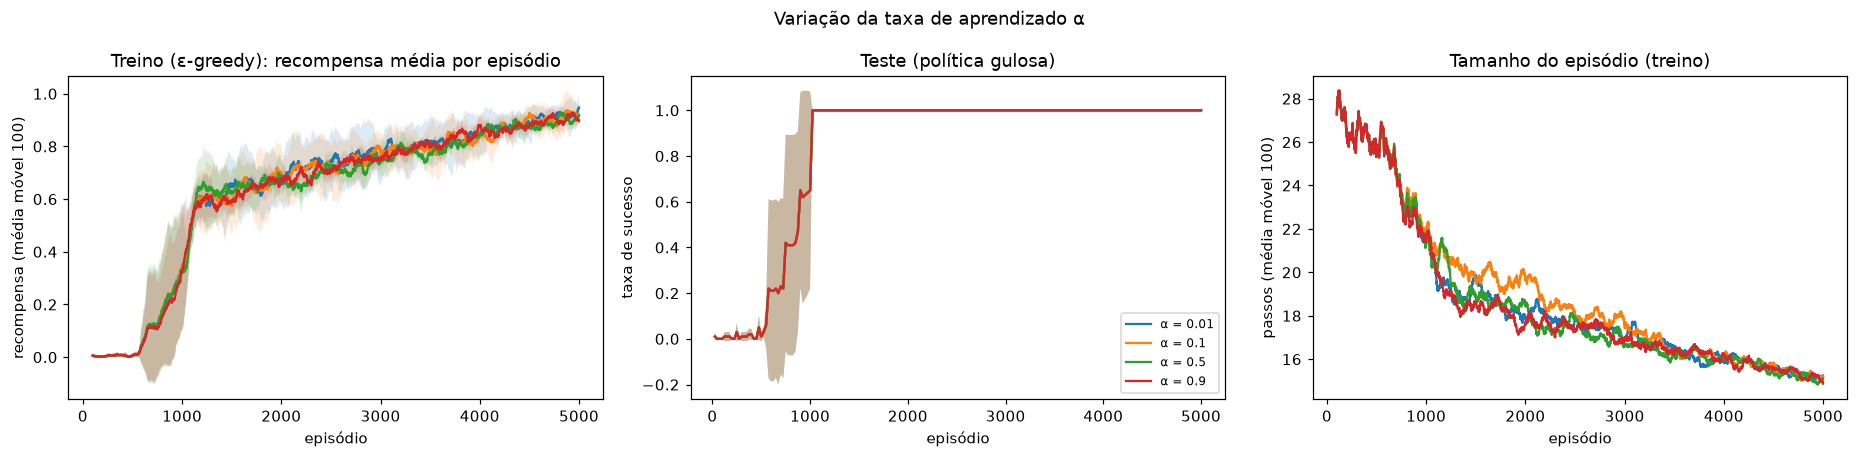 Variação da taxa de aprendizado α
Treino (ε-greedy): recompensa média por episódio
recompensa (média móvel 100)
1.0
0.8
0.6
0.4
0.2
0.0
0
1000
2000
3000
4000
5000
episódio
Teste (política gulosa)
taxa de sucesso
1.0
0.8
0.6
0.4
0.2
0.0
−0.2
α = 0.01
α = 0.1
α = 0.5
α = 0.9
0
1000
2000
3000
4000
5000
episódio
Tamanho do episódio (treino)
passos (média móvel 100)
28
26
24
22
20
18
16
0
1000
2000
3000
4000
5000
episódio